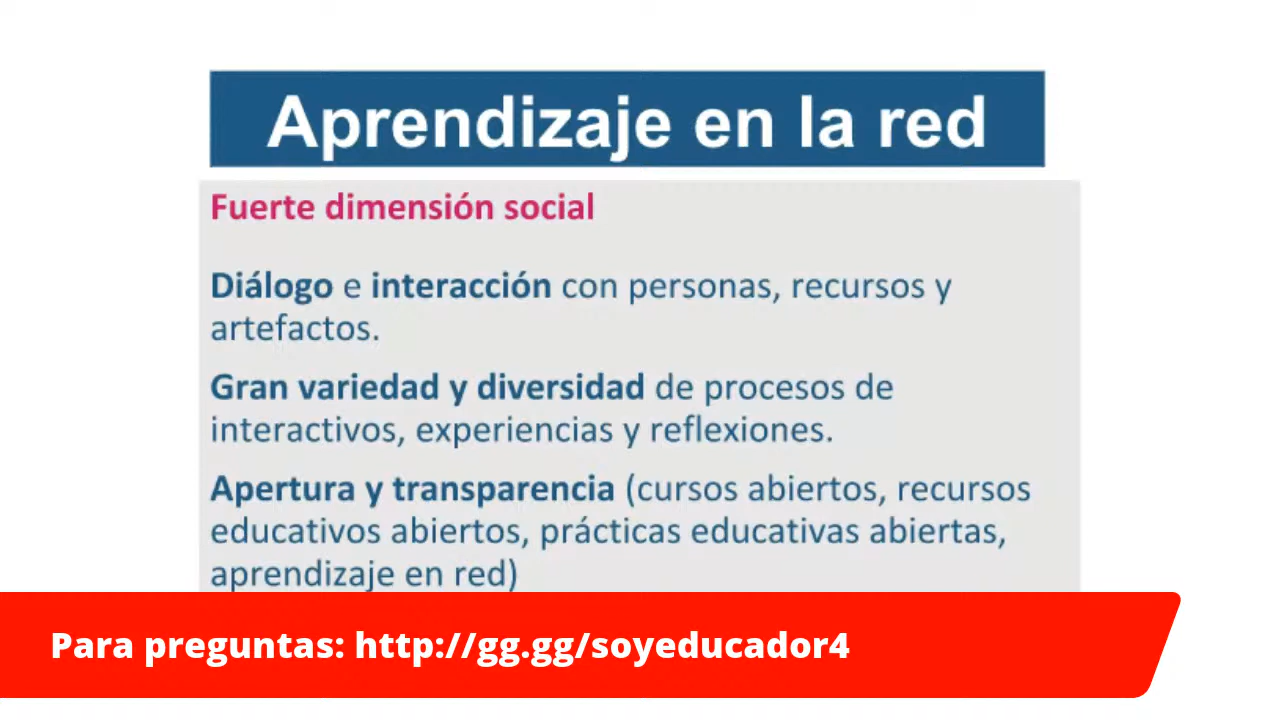 Aprendizaje en la red
Fuerte dimensión social
Diálogo e interacción con personas, recursos y
artefactos.
Gran variedad y diversidad de procesos de
interactivos, experiencias y reflexiones.
Apertura y transparencia (cursos abiertos, recursos
educativos abiertos, prácticas educativas abiertas,
aprendizaje en red)
Para preguntas: http://gg.gg/soyeducador4